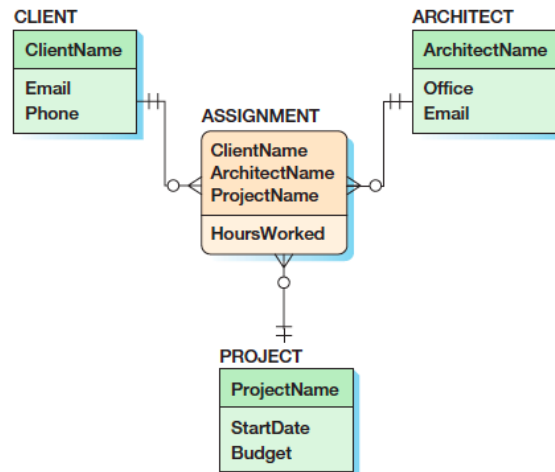 CLIENT
ClientName
Email
Phone
ARCHITECT
ArchitectName
Office
Email
ASSIGNMENT
ClientName
ArchitectName
ProjectName
HoursWorked
PROJECT
ProjectName
StartDate
Budget